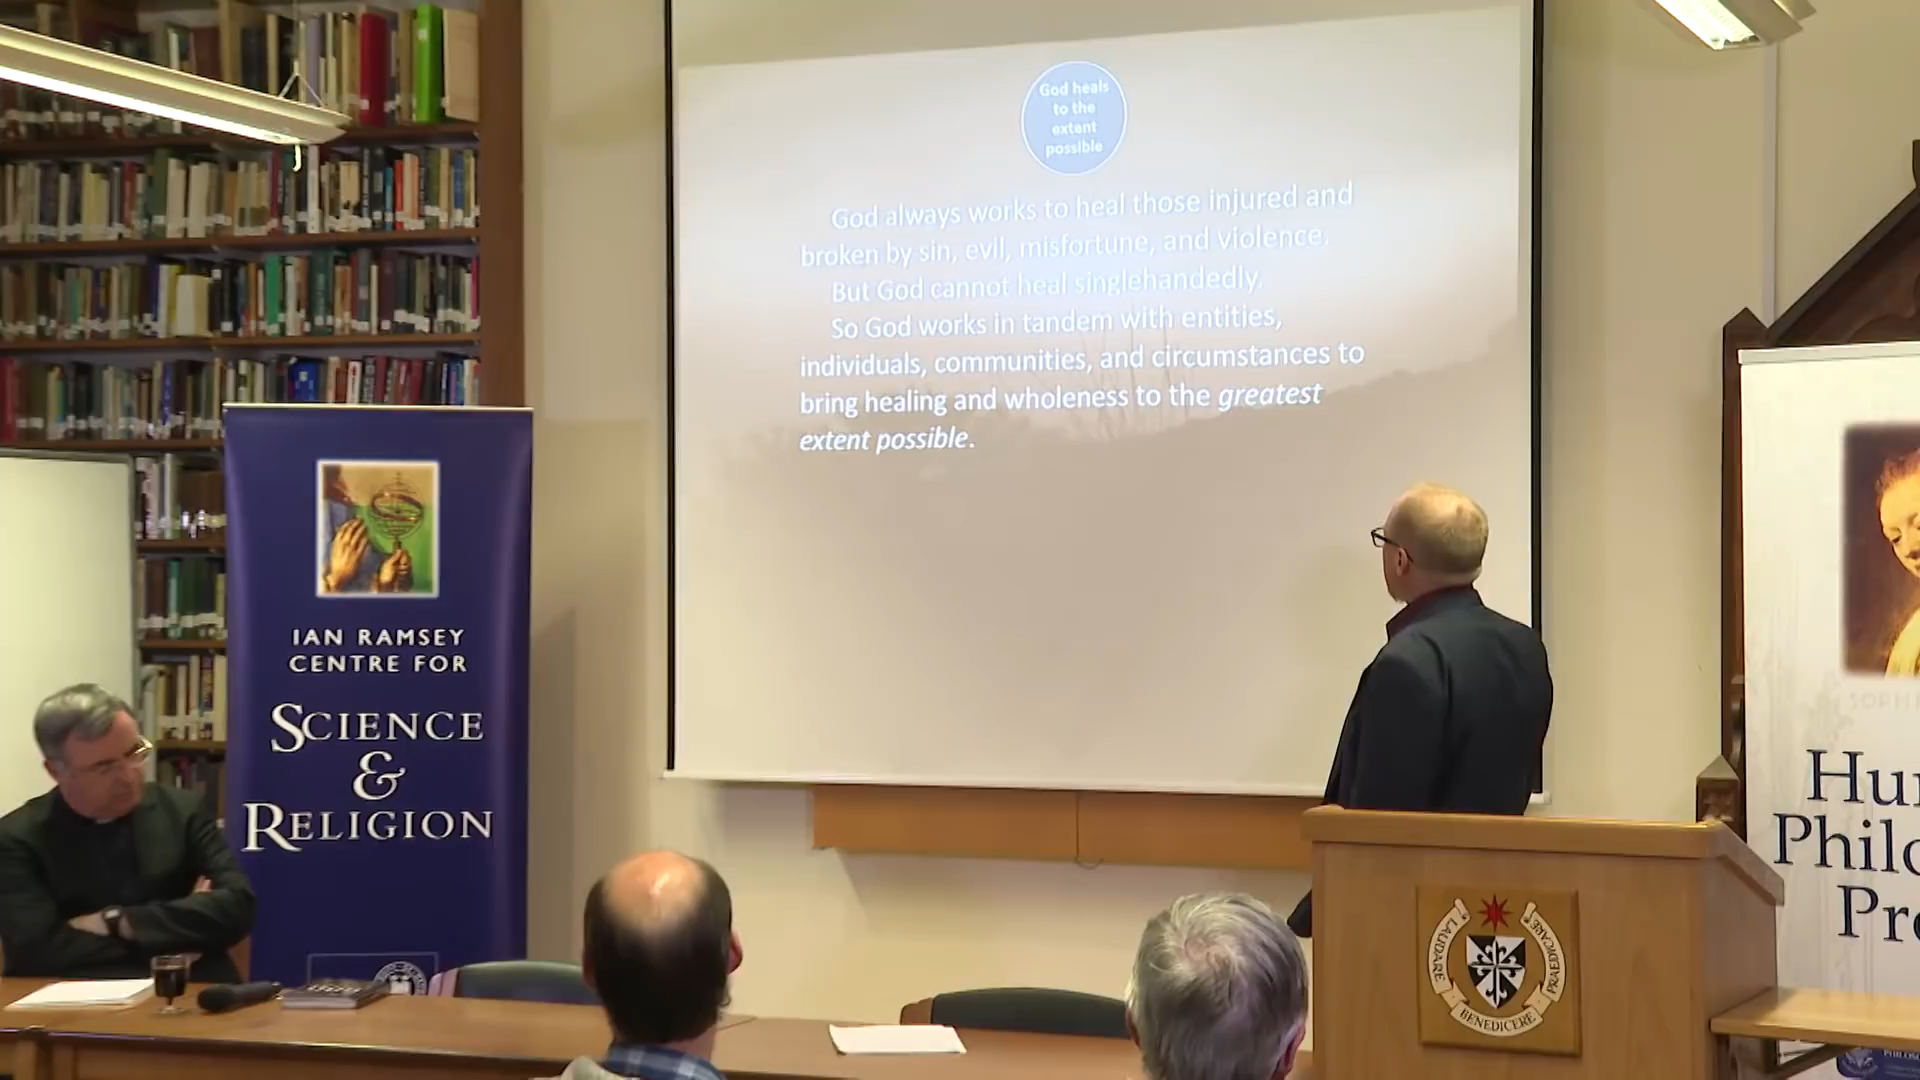 God heals
to the
extent
possible
God always works to heal those injured and
broken by sin, evil, misfortune, and violence.
But God cannot heal singlehandedly.
So God works in tandem with entities,
individuals, communities, and circumstances to
bring healing and wholeness to the greatest
extent possible.
IAN RAMSEY
CENTRE FOR
SCIENCE
&
RELIGION
Hu
Philo
Pr
LAUDARE
BENEDICERE
PRAEDICARE